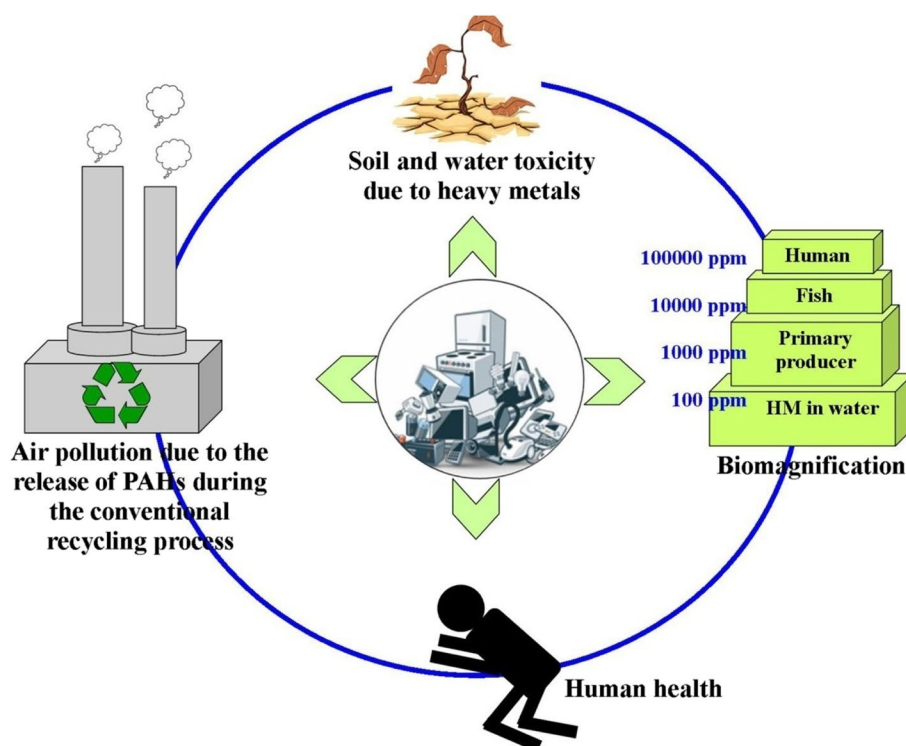 Soil and water toxicity
due to heavy metals
100000 ppm
Human
10000 ppm
Fish
1000 ppm
Primary
producer
100 ppm
HM in water
Biomagnification
Air pollution due to the
release of PAHs during
the conventional
recycling process
Human health